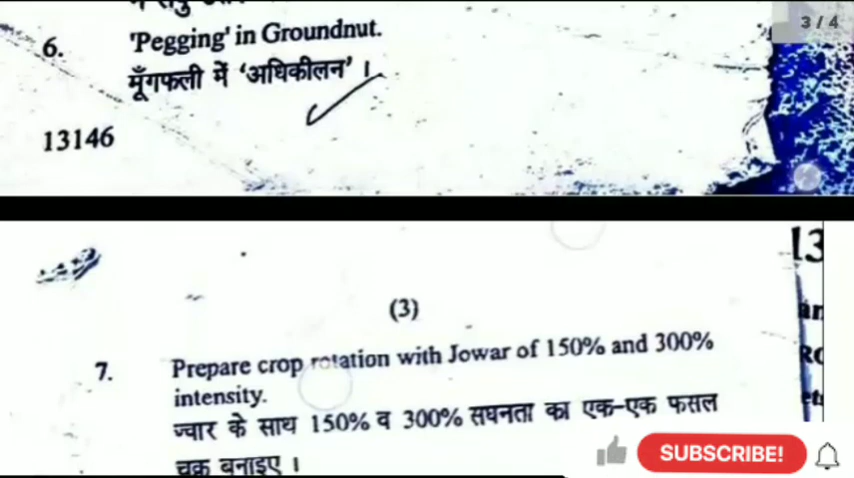 3/4
6. 'Pegging' in Groundnut.
मूँगफली में 'अधिकीलन' ।
13146
13
(3)
7. Prepare crop rotation with Jowar of 150% and 300%
intensity.
ज्वार के साथ 150% व 300% सघनता का एक-एक फसल
चक्र बनाइए ।
SUBSCRIBE!